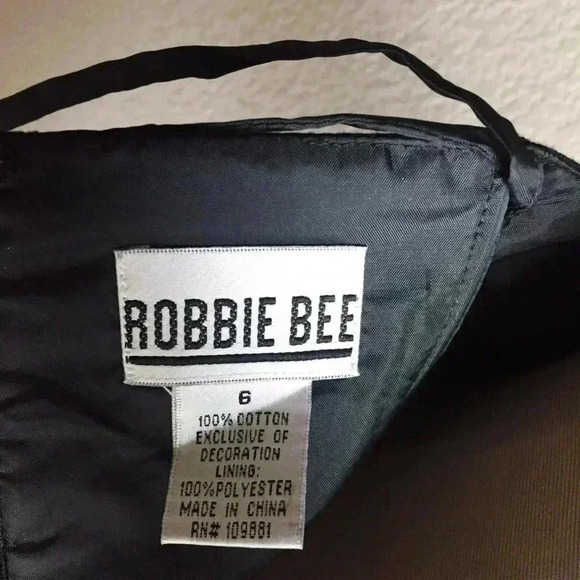 ROBBIE BEE
6
100% COTTON
EXCLUSIVE OF
DECORATION
LINING:
100%POLYESTER
MADE IN CHINA
RN# 109881